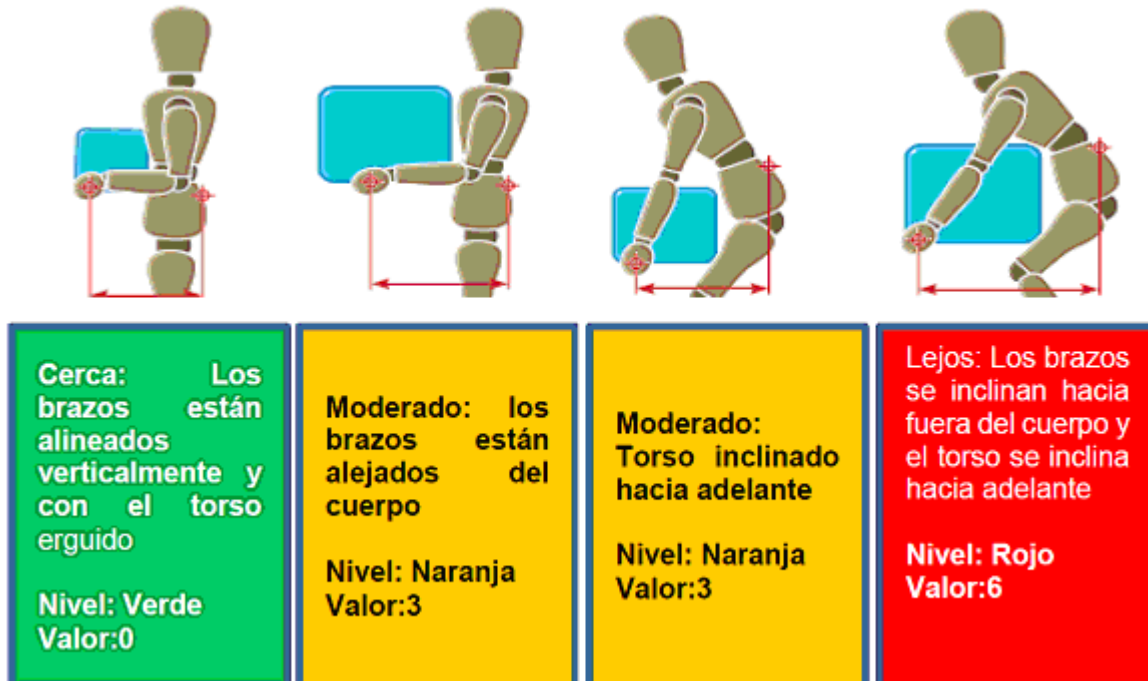 Cerca: Los
brazos están
alineados
verticalmente y
con el torso
erguido
Nivel: Verde
Valor:0
Moderado: los
brazos están
alejados del
cuerpo
Nivel: Naranja
Valor:3
Moderado:
Torso inclinado
hacia adelante
Nivel: Naranja
Valor:3
Lejos: Los brazos
se inclinan hacia
fuera del cuerpo y
el torso se inclina
hacia adelante
Nivel: Rojo
Valor:6